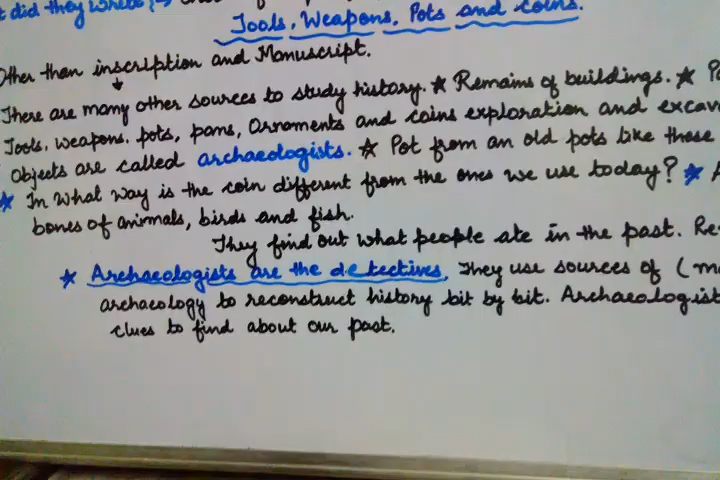 did they write?
Tools, Weapons, Pots and coins.
Other than inscription and Manuscript.
There are many other sources to study history. ★ Remains of buildings. ★
Tools, weapons, pots, pans, Ornaments and coins exploration and
Objects are called archaeologists. ★ Pot from an old pots like these
★ In what way is the coin different from the ones we use today? ★
bones of animals, birds and fish.
They find out what people ate in the past.
★ Archaeologists are the detectives, They use sources of (
archaeology to reconstruct history bit by bit. Archaeologist
clues to find about our past.